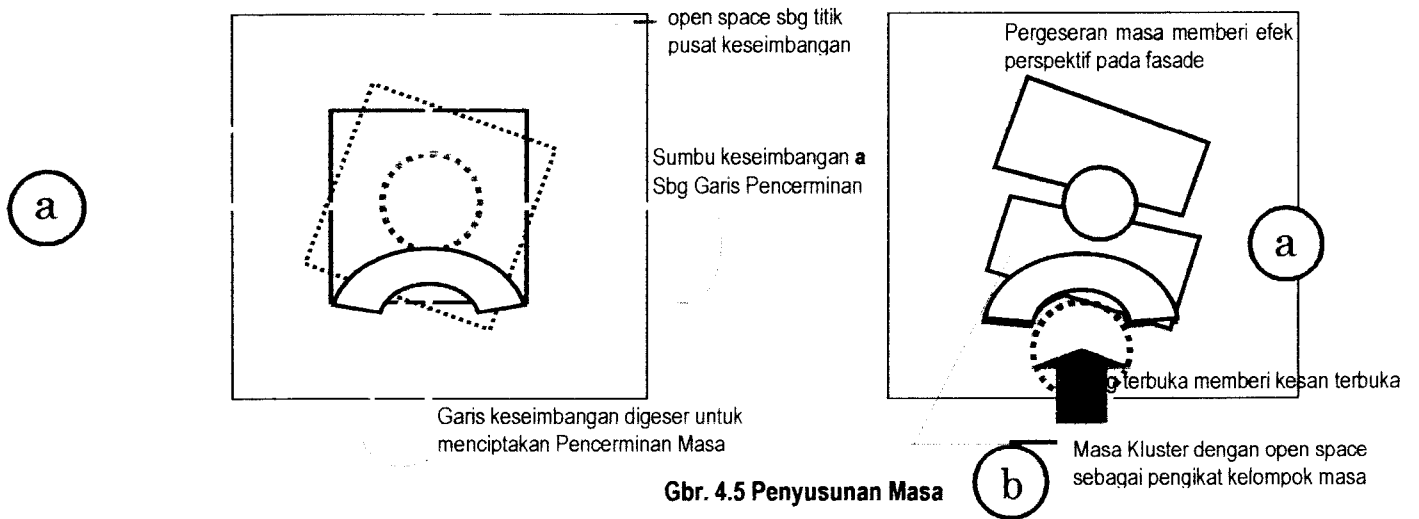 open space sbg titik
pusat keseimbangan
Pergeseran masa memberi efek
perspektif pada fasade
a
Sumbu keseimbangan a
Sbg Garis Pencerminan
a
g terbuka memberi kesan terbuka
Garis keseimbangan digeser untuk
menciptakan Pencerminan Masa
b
Masa Kluster dengan open space
sebagai pengikat kelompok masa
Gbr. 4.5 Penyusunan Masa